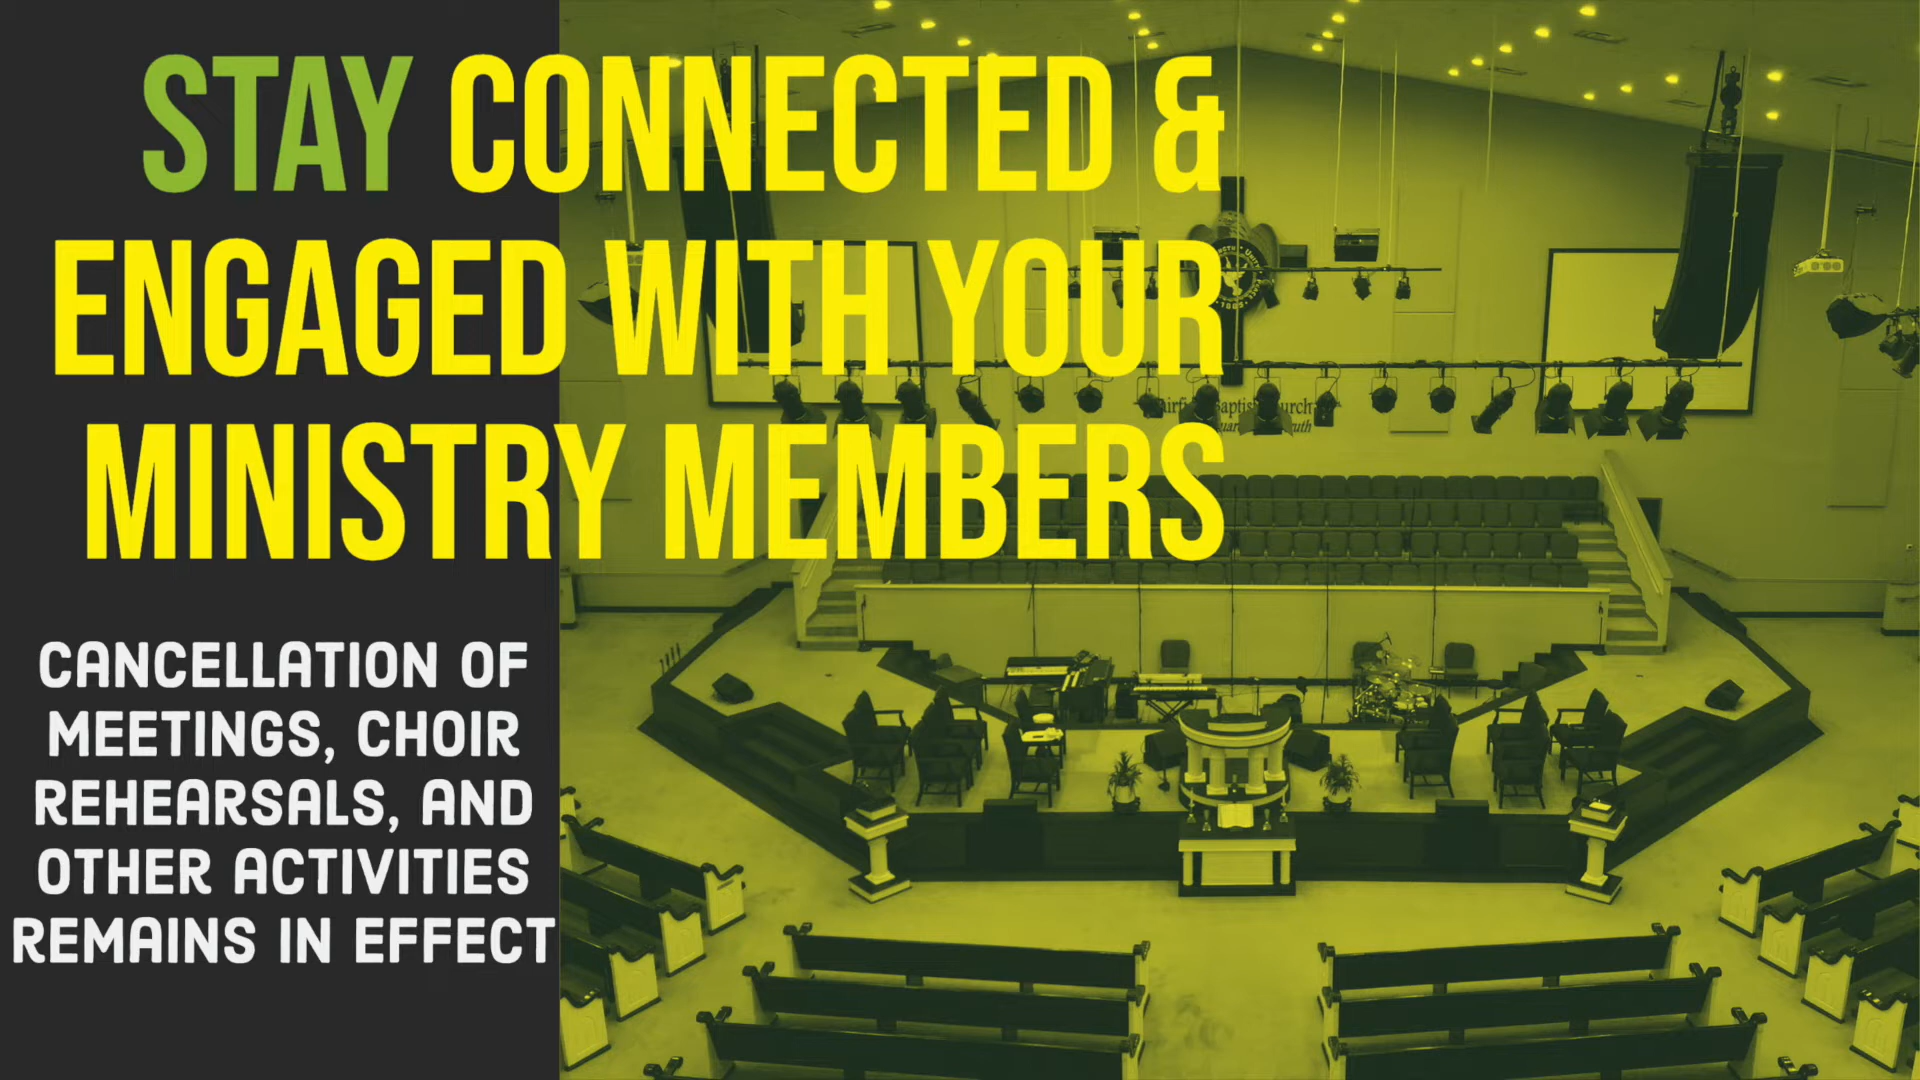 STAY CONNECTED &
ENGAGED WITH YOUR
MINISTRY MEMBERS
CANCELLATION OF
MEETINGS, CHOIR
REHEARSALS, AND
OTHER ACTIVITIES
REMAINS IN EFFECT